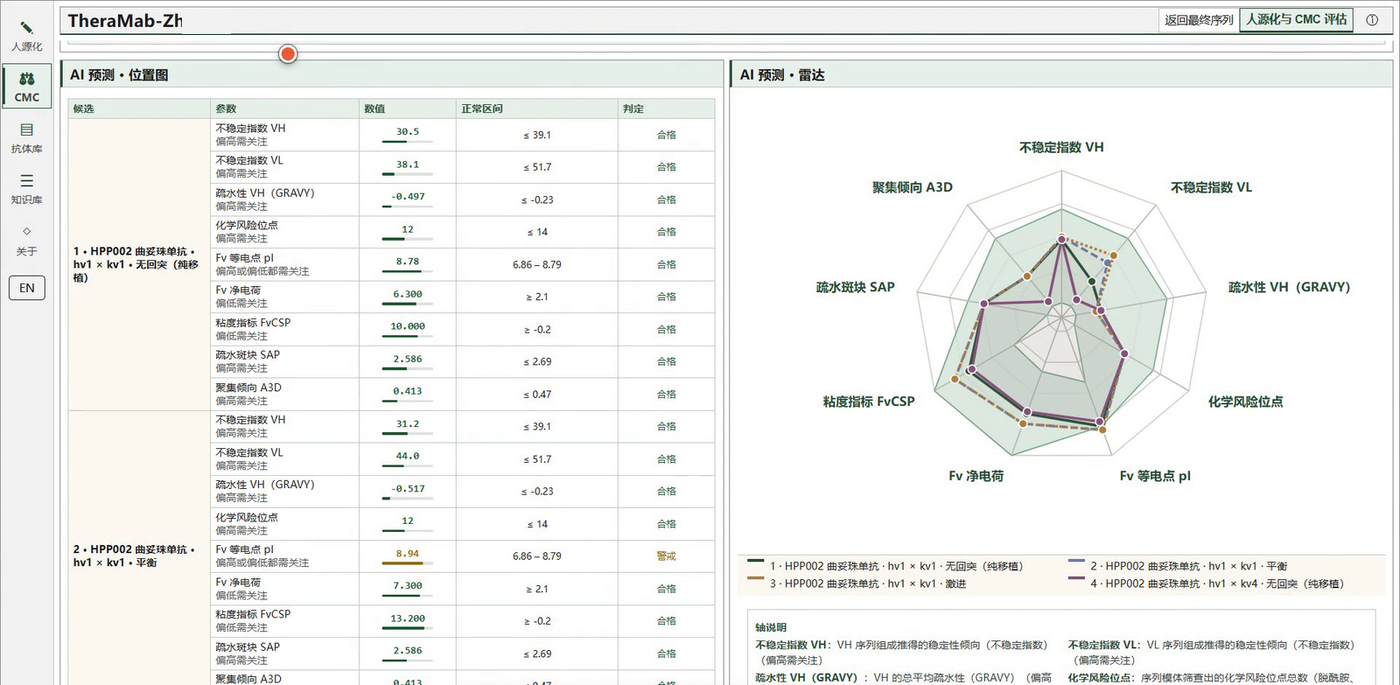 TheraMab-Zh
返回最终序列
人源化与 CMC 评估
人源化
CMC
抗体库
知识库
关于
EN
AI 预测 • 位置图
候选 参数 数值 正常区间 判定
1 • HPP002 曲妥珠单抗 •
hv1 × kv1 • 无回突（纯移
植）
不稳定指数 VH
偏高需关注
30.5 ≤ 39.1 合格
不稳定指数 VL
偏高需关注
38.1 ≤ 51.7 合格
疏水性 VH（GRAVY）
偏高需关注
-0.497 ≤ -0.23 合格
化学风险位点
偏高需关注
12 ≤ 14 合格
Fv 等电点 pI
偏高或偏低都需关注
8.78 6.86 – 8.79 合格
Fv 净电荷
偏低需关注
6.300 ≥ 2.1 合格
粘度指标 FvCSP
偏低需关注
10.000 ≥ -0.2 合格
疏水斑块 SAP
偏高需关注
2.586 ≤ 2.69 合格
聚集倾向 A3D
偏高需关注
0.413 ≤ 0.47 合格
2 • HPP002 曲妥珠单抗 •
hv1 × kv1 • 平衡
不稳定指数 VH
偏高需关注
31.2 ≤ 39.1 合格
不稳定指数 VL
偏高需关注
44.0 ≤ 51.7 合格
疏水性 VH（GRAVY）
偏高需关注
-0.517 ≤ -0.23 合格
化学风险位点
偏高需关注
12 ≤ 14 合格
Fv 等电点 pI
偏高或偏低都需关注
8.94 6.86 – 8.79 警戒
Fv 净电荷
偏低需关注
7.300 ≥ 2.1 合格
粘度指标 FvCSP
偏低需关注
13.200 ≥ -0.2 合格
疏水斑块 SAP
偏高需关注
2.586 ≤ 2.69 合格
聚集倾向 A3D
偏高需关注
0.413
AI 预测 • 雷达
不稳定指数 VH
不稳定指数 VL
疏水性 VH（GRAVY）
化学风险位点
Fv 等电点 pI
Fv 净电荷
粘度指标 FvCSP
疏水斑块 SAP
聚集倾向 A3D
1 · HPP002 曲妥珠单抗 · hv1 × kv1 · 无回突（纯移植）
2 · HPP002 曲妥珠单抗 · hv1 × kv1 · 平衡
3 · HPP002 曲妥珠单抗 · hv1 × kv1 · 激进
4 · HPP002 曲妥珠单抗 · hv1 × kv4 · 无回突（纯移植）
轴说明
不稳定指数 VH：VH 序列组成推得的稳定性倾向（不稳定指数）
（偏高需关注）
不稳定指数 VL：VL 序列组成推得的稳定性倾向（不稳定指数）
（偏高需关注）
疏水性 VH（GRAVY）：VH 的总平均疏水性（GRAVY）（偏高
化学风险位点：序列模体筛查出的化学风险位点总数（脱酰胺、